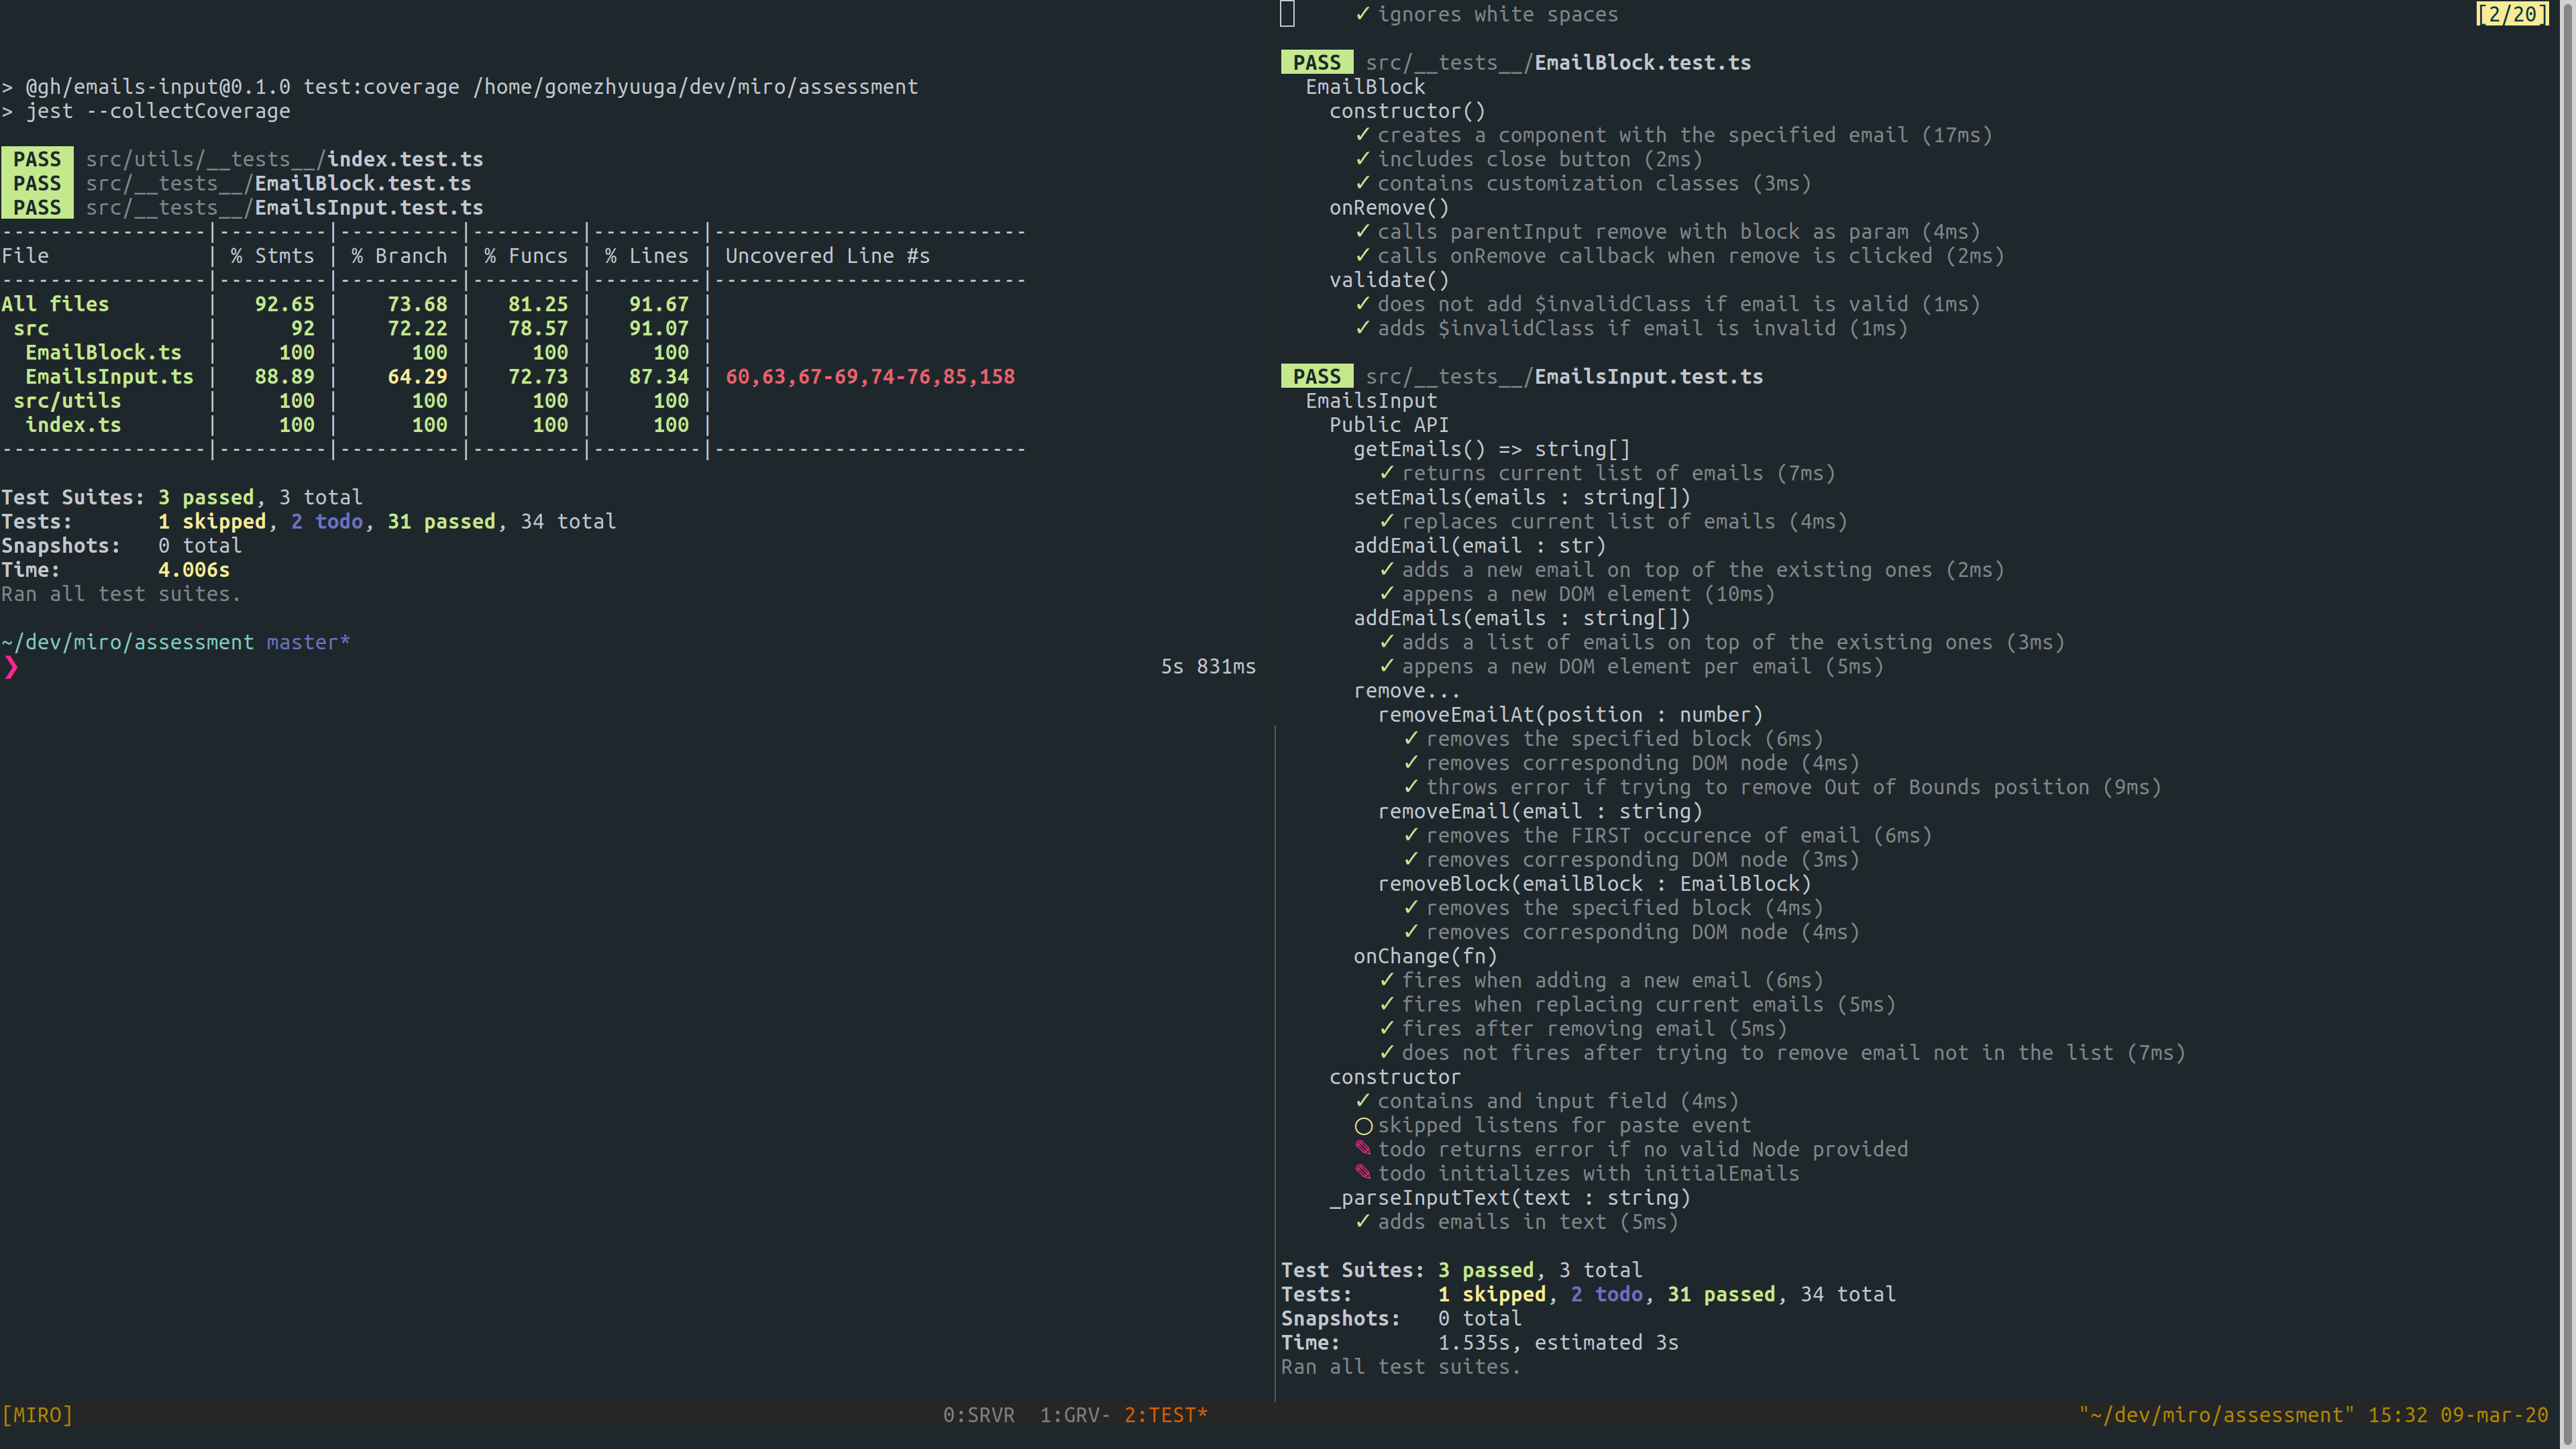 > @gh/emails-input@0.1.0 test:coverage /home/gomezhyuuga/dev/miro/assessment
> jest --collectCoverage
PASS src/utils/__tests__/index.test.ts
PASS src/__tests__/EmailBlock.test.ts
PASS src/__tests__/EmailsInput.test.ts
-----------------|---------|----------|---------|---------|--------------------------
File | % Stmts | % Branch | % Funcs | % Lines | Uncovered Line #s
-----------------|---------|----------|---------|---------|--------------------------
All files | 92.65 | 73.68 | 81.25 | 91.67 |
src | 92 | 72.22 | 78.57 | 91.07 |
EmailBlock.ts | 100 | 100 | 100 | 100 |
EmailsInput.ts | 88.89 | 64.29 | 72.73 | 87.34 | 60,63,67-69,74-76,85,158
src/utils | 100 | 100 | 100 | 100 |
index.ts | 100 | 100 | 100 | 100 |
-----------------|---------|----------|---------|---------|--------------------------
Test Suites: 3 passed, 3 total
Tests: 1 skipped, 2 todo, 31 passed, 34 total
Snapshots: 0 total
Time: 4.006s
Ran all test suites.
~/dev/miro/assessment master*
❯ 5s 831ms
✓ ignores white spaces [2/20]
PASS src/__tests__/EmailBlock.test.ts
EmailBlock
constructor()
✓ creates a component with the specified email (17ms)
✓ includes close button (2ms)
✓ contains customization classes (3ms)
onRemove()
✓ calls parentInput remove with block as param (4ms)
✓ calls onRemove callback when remove is clicked (2ms)
validate()
✓ does not add $invalidClass if email is valid (1ms)
✓ adds $invalidClass if email is invalid (1ms)
PASS src/__tests__/EmailsInput.test.ts
EmailsInput
Public API
getEmails() => string[]
✓ returns current list of emails (7ms)
setEmails(emails : string[])
✓ replaces current list of emails (4ms)
addEmail(email : str)
✓ adds a new email on top of the existing ones (2ms)
✓ appens a new DOM element (10ms)
addEmails(emails : string[])
✓ adds a list of emails on top of the existing ones (3ms)
✓ appens a new DOM element per email (5ms)
remove...
removeEmailAt(position : number)
✓ removes the specified block (6ms)
✓ removes corresponding DOM node (4ms)
✓ throws error if trying to remove Out of Bounds position (9ms)
removeEmail(email : string)
✓ removes the FIRST occurence of email (6ms)
✓ removes corresponding DOM node (3ms)
removeBlock(emailBlock : EmailBlock)
✓ removes the specified block (4ms)
✓ removes corresponding DOM node (4ms)
onChange(fn)
✓ fires when adding a new email (6ms)
✓ fires when replacing current emails (5ms)
✓ fires after removing email (5ms)
✓ does not fires after trying to remove email not in the list (7ms)
constructor
✓ contains and input field (4ms)
○ skipped listens for paste event
✎ todo returns error if no valid Node provided
✎ todo initializes with initialEmails
_parseInputText(text : string)
✓ adds emails in text (5ms)
Test Suites: 3 passed, 3 total
Tests: 1 skipped, 2 todo, 31 passed, 34 total
Snapshots: 0 total
Time: 1.535s, estimated 3s
Ran all test suites.
[MIRO] 0:SRVR 1:GRV- 2:TEST* "~/dev/miro/assessment" 15:32 09-mar-20